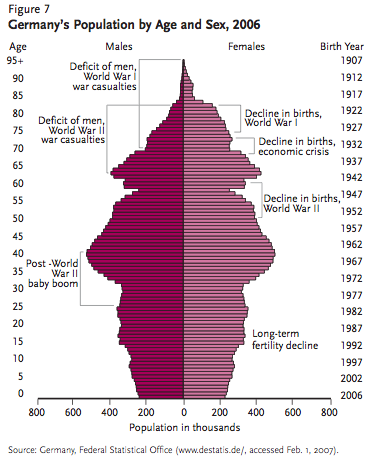 Figure 7
Germany's Population by Age and Sex, 2006
Age Males Females Birth Year
95+ 1907
90 1912
85 1917
80 1922
75 1927
70 1932
65 1937
60 1942
55 1947
50 1952
45 1957
40 1962
35 1967
30 1972
25 1977
20 1982
15 1987
10 1992
5 1997
0 2002
2006
Deficit of men,
World War I
war casualties
Deficit of men,
World War II
war casualties
Decline in births,
World War I
Decline in births,
economic crisis
Decline in births,
World War II
Post -World
War II
baby boom
Long-term
fertility decline
800 600 400 200 0 200 400 600 800
Population in thousands
Source: Germany, Federal Statistical Office (www.destatis.de/, accessed Feb. 1, 2007).